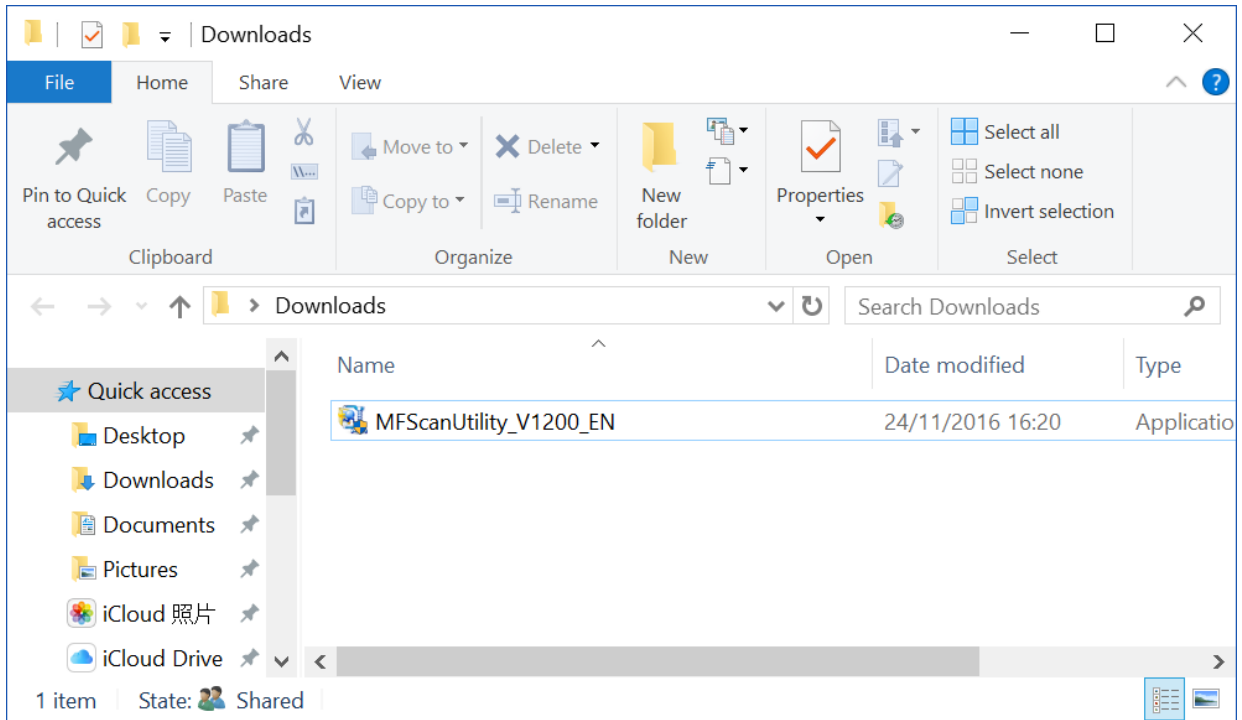 Downloads
File Home Share View
Pin to Quick access
Copy
Paste
Clipboard
Move to
Copy to
Delete
Rename
Organize
New folder
New
Properties
Open
Select all
Select none
Invert selection
Select
Downloads
Search Downloads
Name Date modified Type
Quick access
Desktop
Downloads
Documents
Pictures
iCloud 照片
iCloud Drive
MFScanUtility_V1200_EN 24/11/2016 16:20 Applicatio
1 item State: Shared